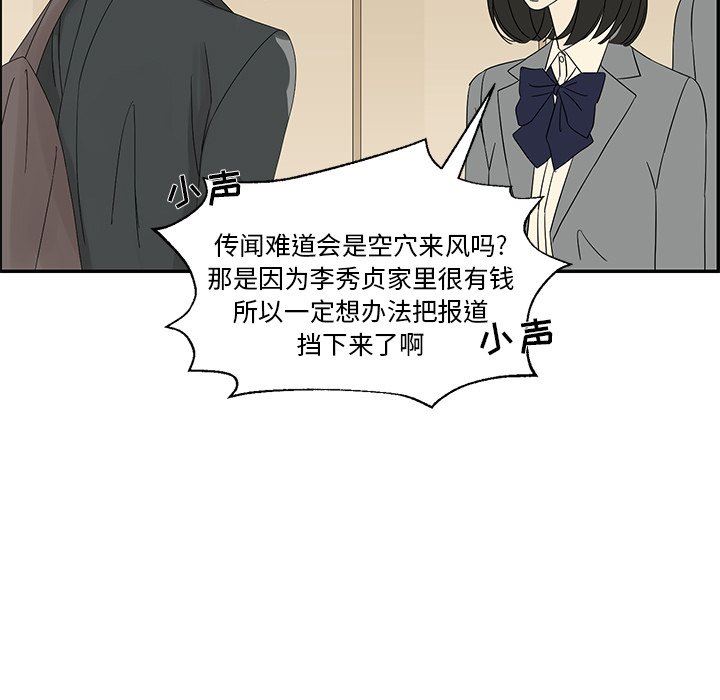 小声
传闻难道会是空穴来风吗?
那是因为李秀贞家里很有钱
所以一定想办法把报道
挡下来了啊
小声